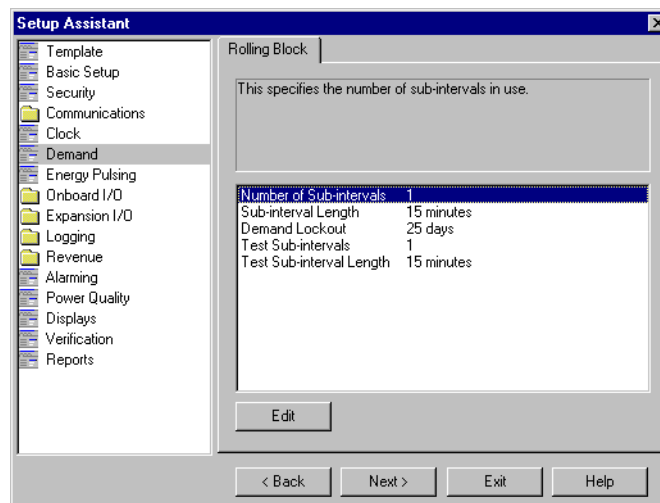 Setup Assistant
Template
Basic Setup
Security
Communications
Clock
Demand
Energy Pulsing
Onboard I/O
Expansion I/O
Logging
Revenue
Alarming
Power Quality
Displays
Verification
Reports
Rolling Block
This specifies the number of sub-intervals in use.
Number of Sub-intervals 1
Sub-interval Length 15 minutes
Demand Lockout 25 days
Test Sub-intervals 1
Test Sub-interval Length 15 minutes
Edit
< Back Next > Exit Help